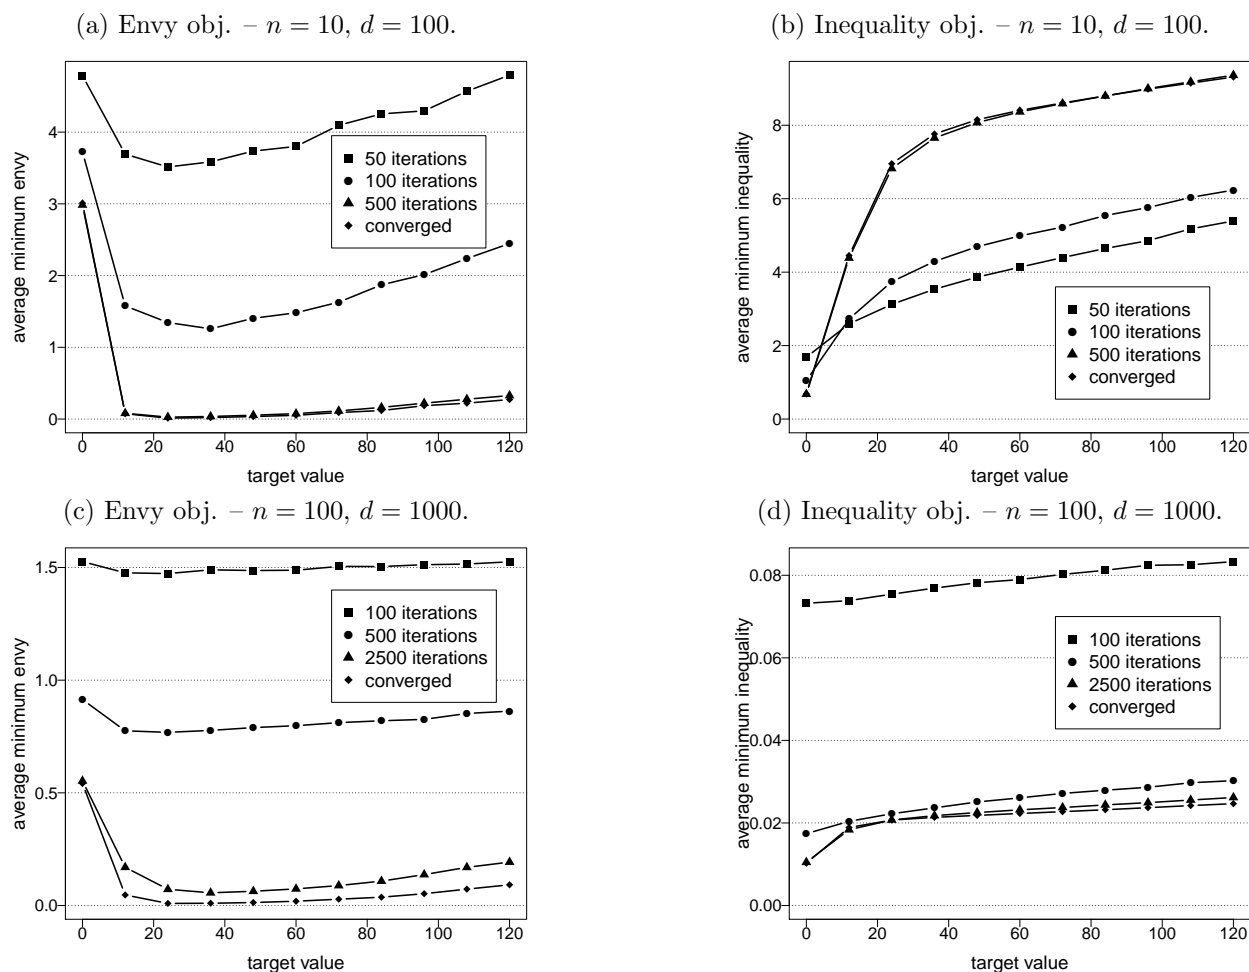 (a) Envy obj. – n = 10, d = 100.
average minimum envy
4
3
2
1
0
50 iterations
100 iterations
500 iterations
converged
0 20 40 60 80 100 120
target value
(b) Inequality obj. – n = 10, d = 100.
average minimum inequality
8
6
4
2
0
50 iterations
100 iterations
500 iterations
converged
0 20 40 60 80 100 120
target value
(c) Envy obj. – n = 100, d = 1000.
average minimum envy
1.5
1.0
0.5
0.0
100 iterations
500 iterations
2500 iterations
converged
0 20 40 60 80 100 120
target value
(d) Inequality obj. – n = 100, d = 1000.
average minimum inequality
0.08
0.06
0.04
0.02
0.00
100 iterations
500 iterations
2500 iterations
converged
0 20 40 60 80 100 120
target value